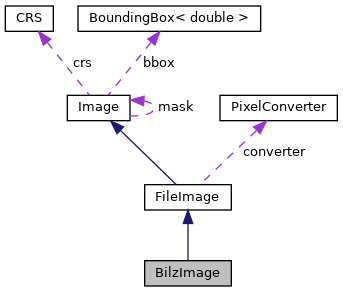 CRS
BoundingBox< double >
crs
bbox
Image
mask
PixelConverter
converter
FileImage
BilzImage